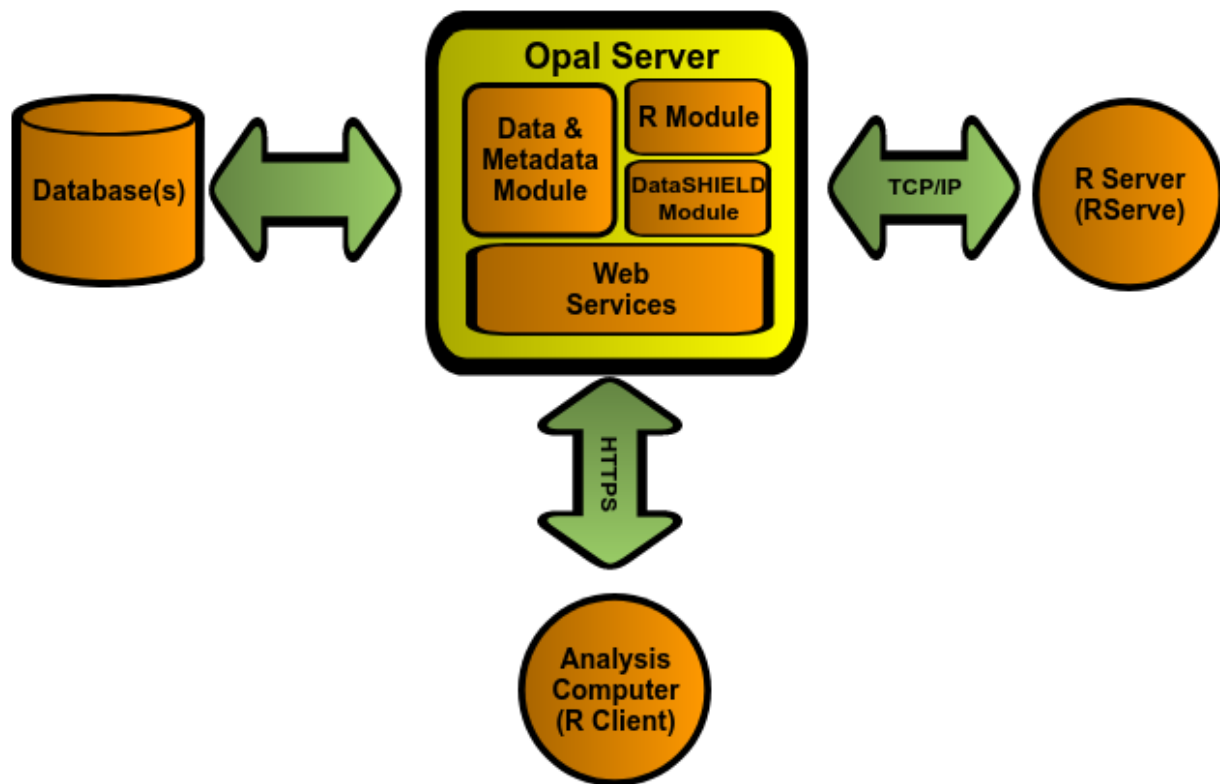 Opal Server
Data &
Metadata
Module
R Module
DataSHIELD
Module
Web
Services
Database(s)
TCP/IP
R Server
(RServe)
HTTPS
Analysis
Computer
(R Client)